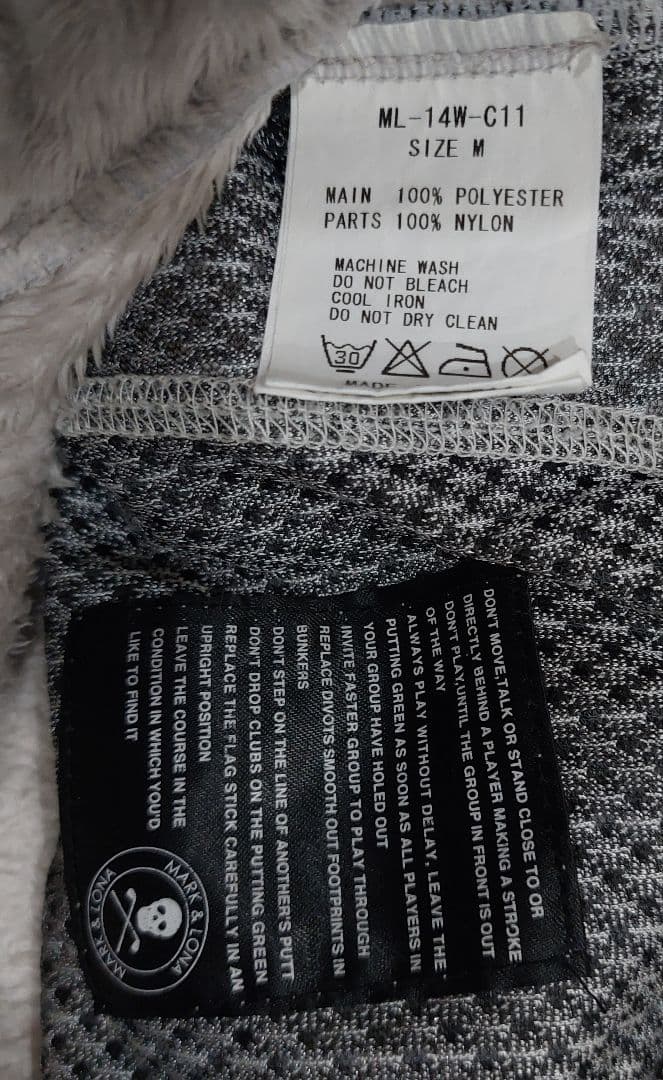 ML-14W-C11
SIZE M
MAIN 100% POLYESTER
PARTS 100% NYLON
MACHINE WASH
DO NOT BLEACH
COOL IRON
DO NOT DRY CLEAN
30
MADE
DON'T MOVE,TALK OR STAND CLOSE TO OR
DIRECTLY BEHIND A PLAYER MAKING A STROKE
DON'T PLAY,UNTIL THE GROUP IN FRONT IS OUT
OF THE WAY
ALWAYS PLAY WITHOUT DELAY. LEAVE THE
PUTTING GREEN AS SOON AS ALL PLAYERS IN
YOUR GROUP HAVE HOLED OUT
INVITE FASTER GROUP TO PLAY THROUGH
REPLACE DIVOTS SMOOTH OUT FOOTPRINTS IN
BUNKERS
DON'T STEP ON THE LINE OF ANOTHER'S PUTT
DON'T DROP CLUBS ON THE PUTTING GREEN
REPLACE THE FLAG STICK CAREFULLY IN AN
UPRIGHT POSITION
LEAVE THE COURSE IN THE
CONDITION IN WHICH YOU'D
LIKE TO FIND IT
MARK & LONA
MARK & LONA